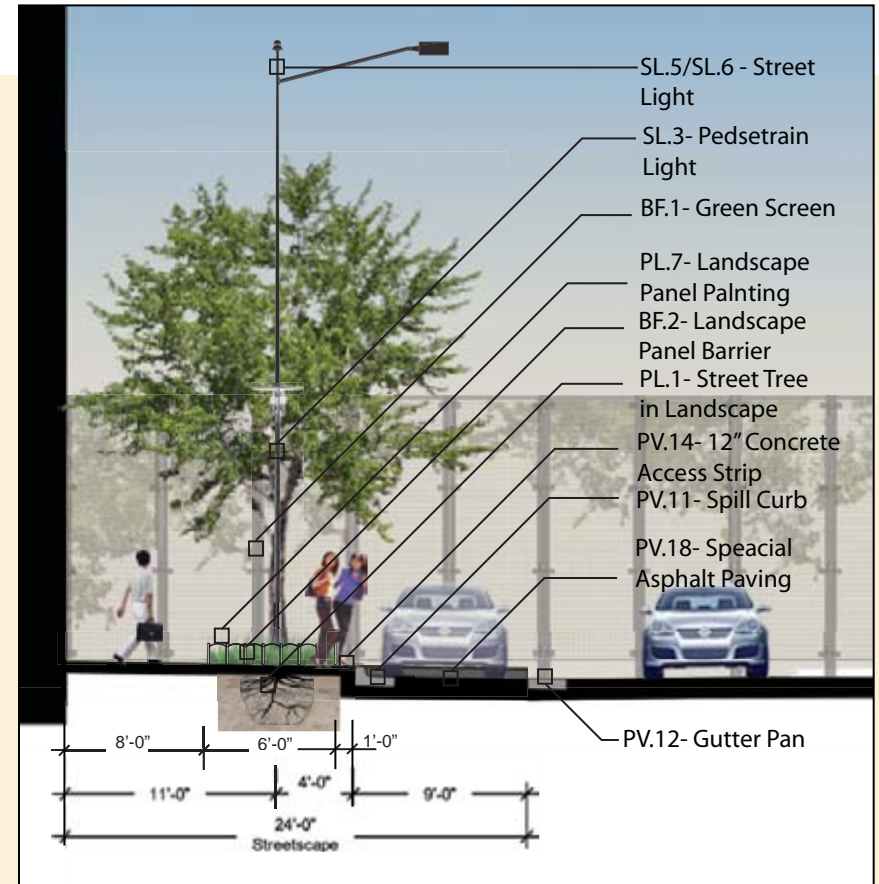 SL.5/SL.6 - Street
Light
SL.3- Pedsetrain
Light
BF.1- Green Screen
PL.7- Landscape
Panel Palnting
BF.2- Landscape
Panel Barrier
PL.1- Street Tree
in Landscape
PV.14- 12” Concrete
Access Strip
PV.11- Spill Curb
PV.18- Speacial
Asphalt Paving
PV.12- Gutter Pan
8’-0” 6’-0” 1’-0”
11'-0" 4'-0" 9'-0"
24'-0"
Streetscape